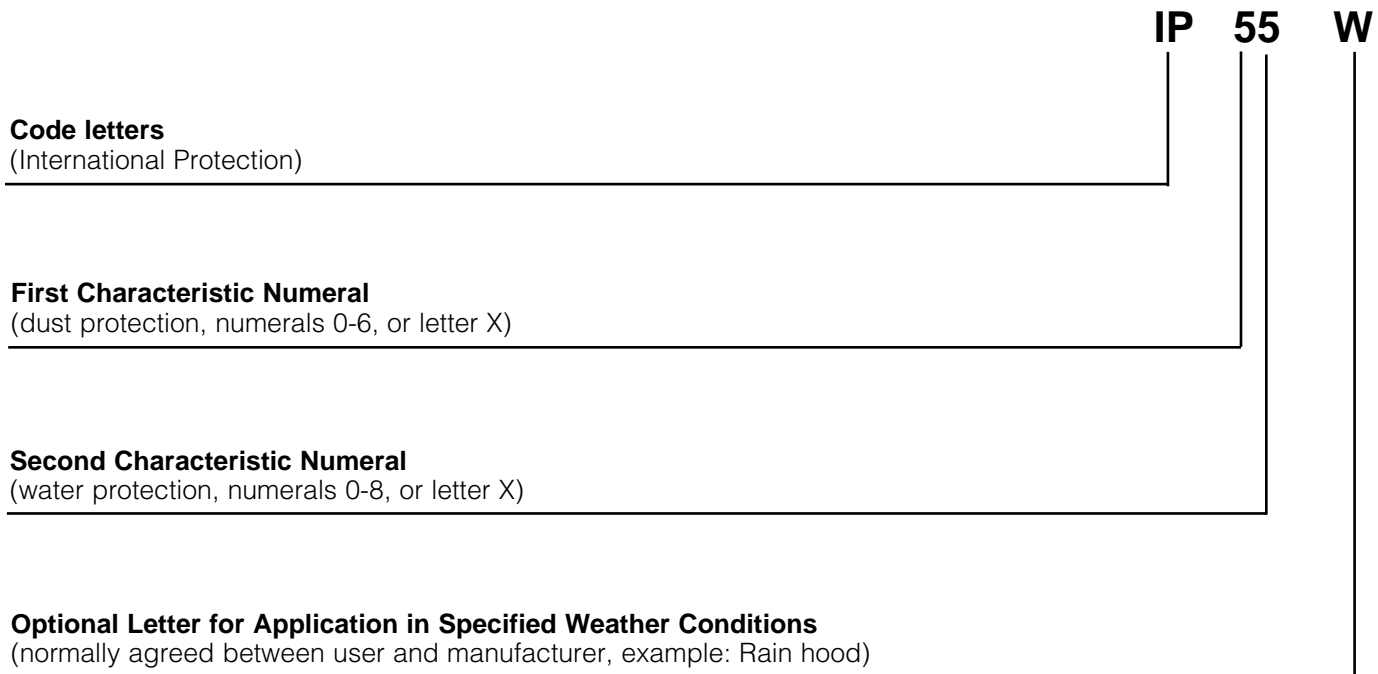 IP 55 W
Code letters
(International Protection)
First Characteristic Numeral
(dust protection, numerals 0-6, or letter X)
Second Characteristic Numeral
(water protection, numerals 0-8, or letter X)
Optional Letter for Application in Specified Weather Conditions
(normally agreed between user and manufacturer, example: Rain hood)